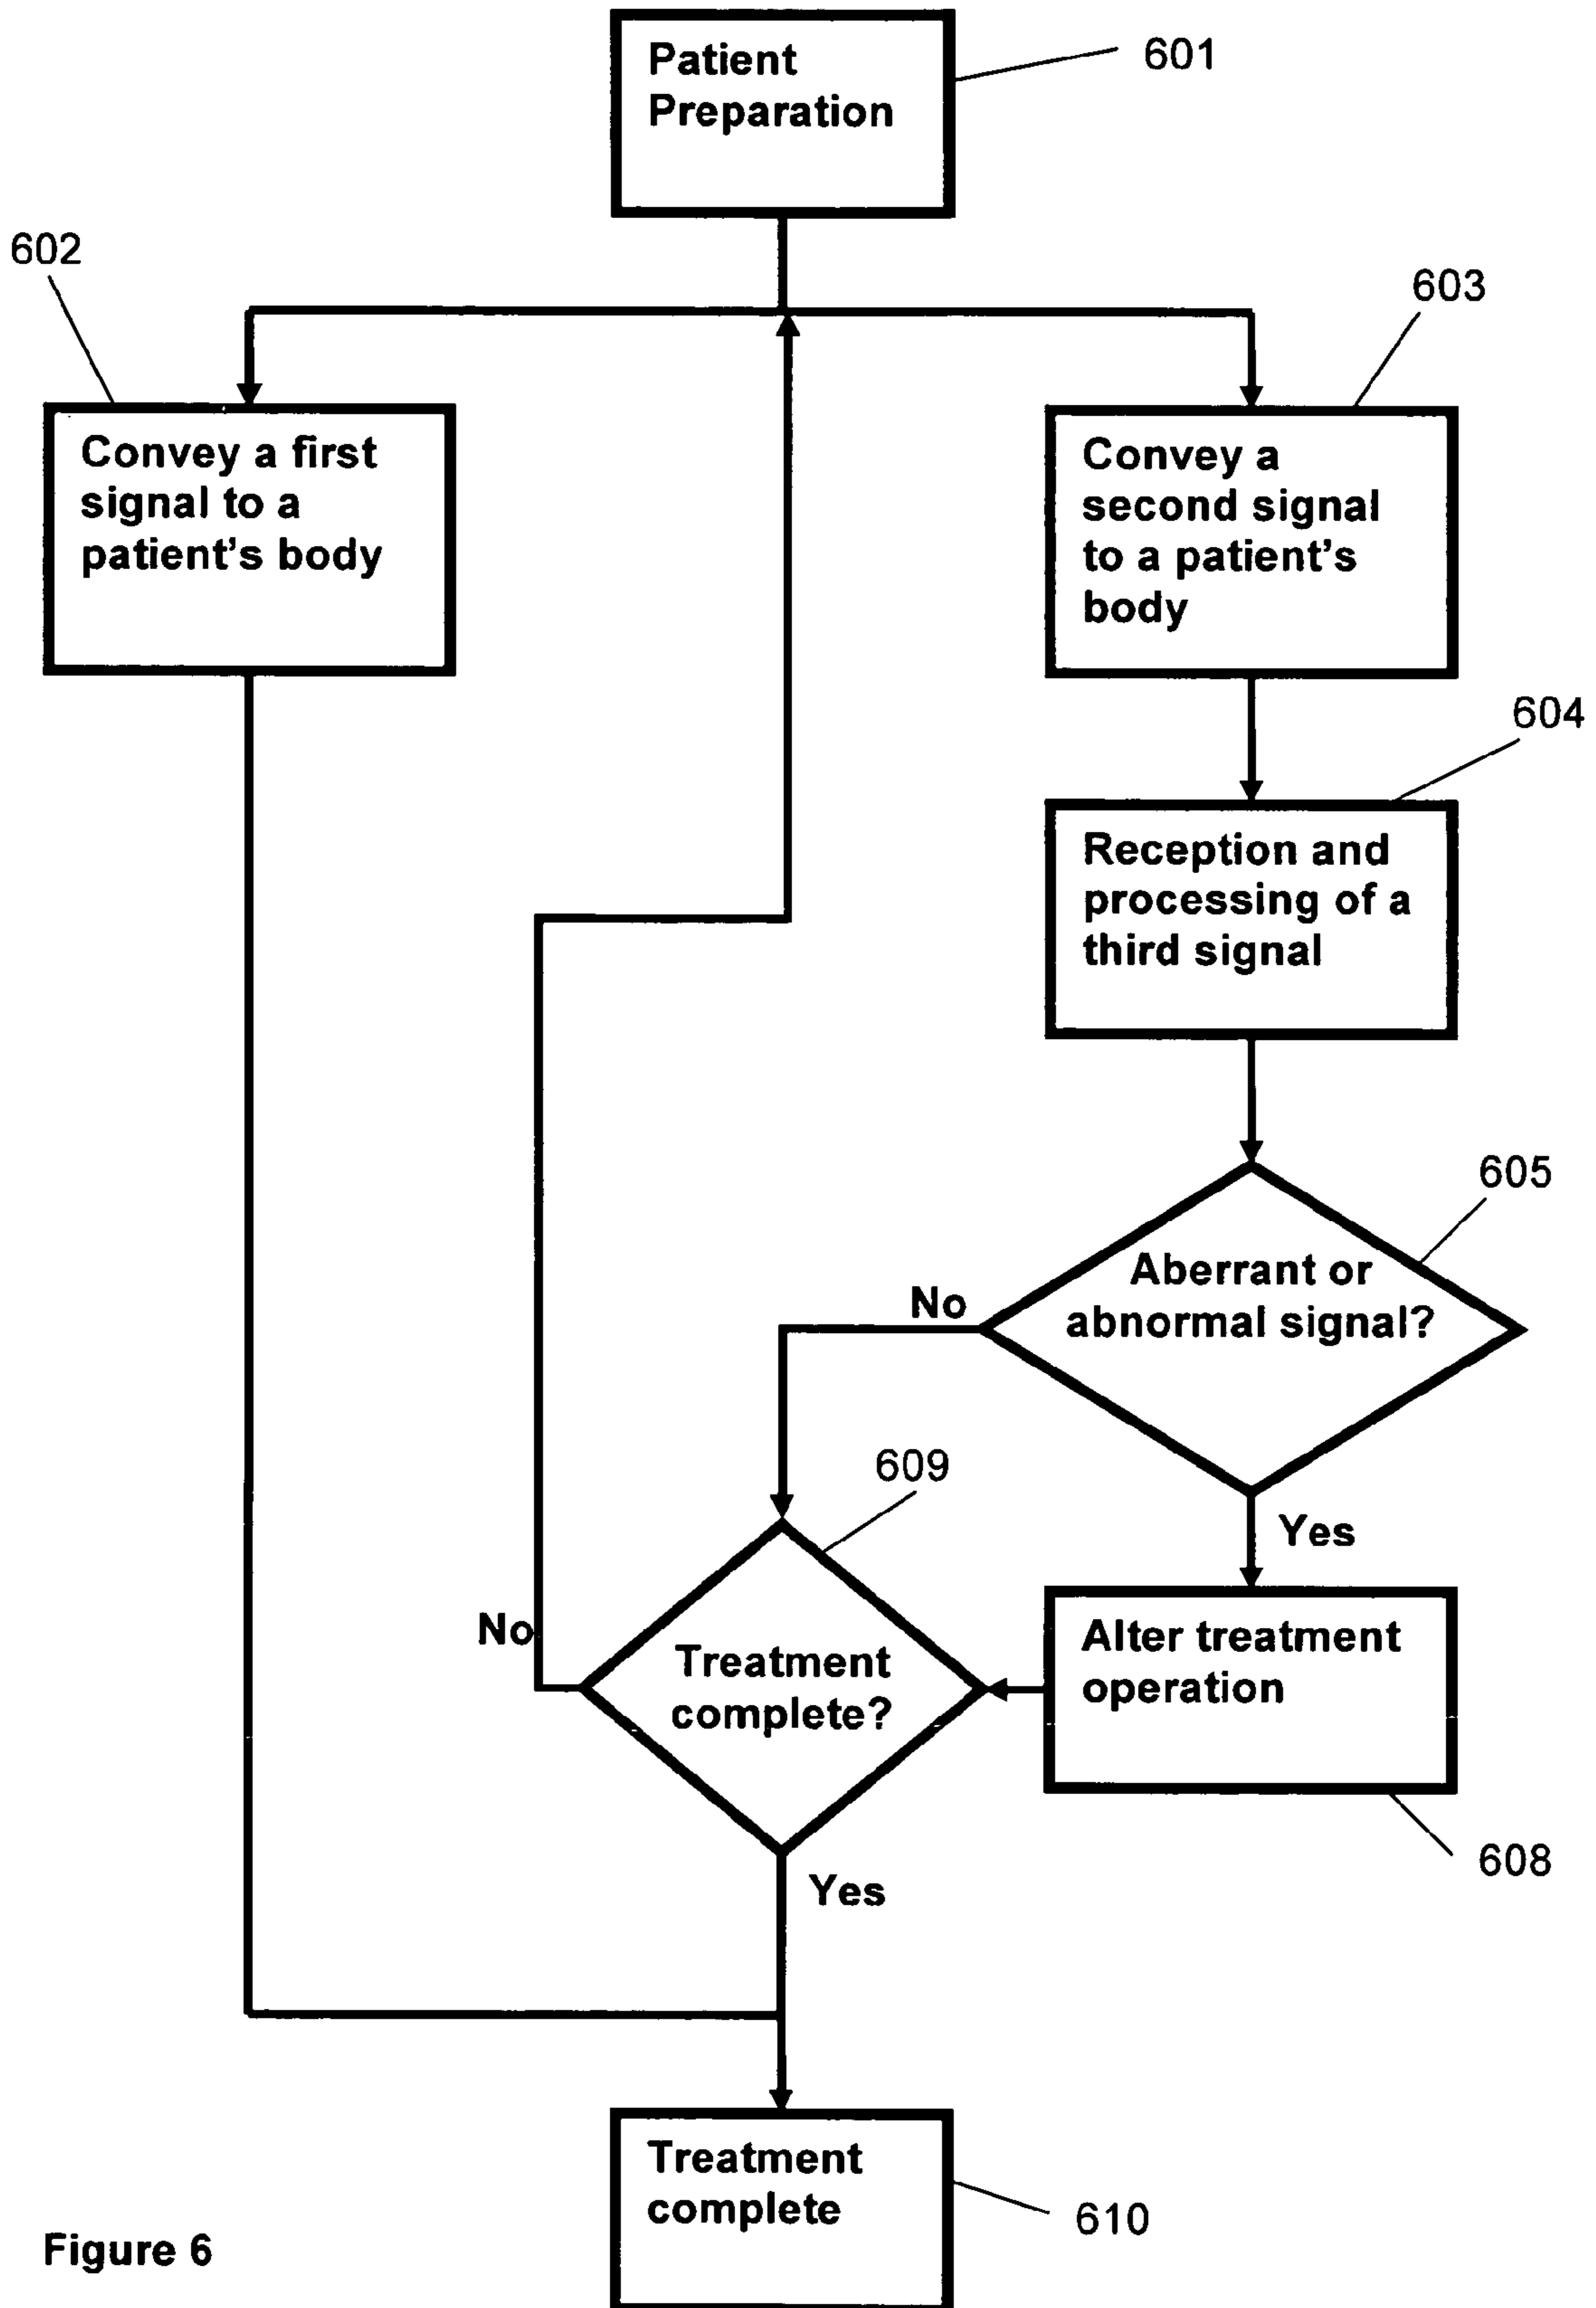 Patient
Preparation
601
602
603
Convey a first
signal to a
patient's body
Convey a
second signal
to a patient's
body
604
Reception and
processing of a
third signal
605
Aberrant or
abnormal signal?
No
Yes
609
Treatment
complete?
No
Alter treatment
operation
608
Yes
Treatment
complete
610
Figure 6